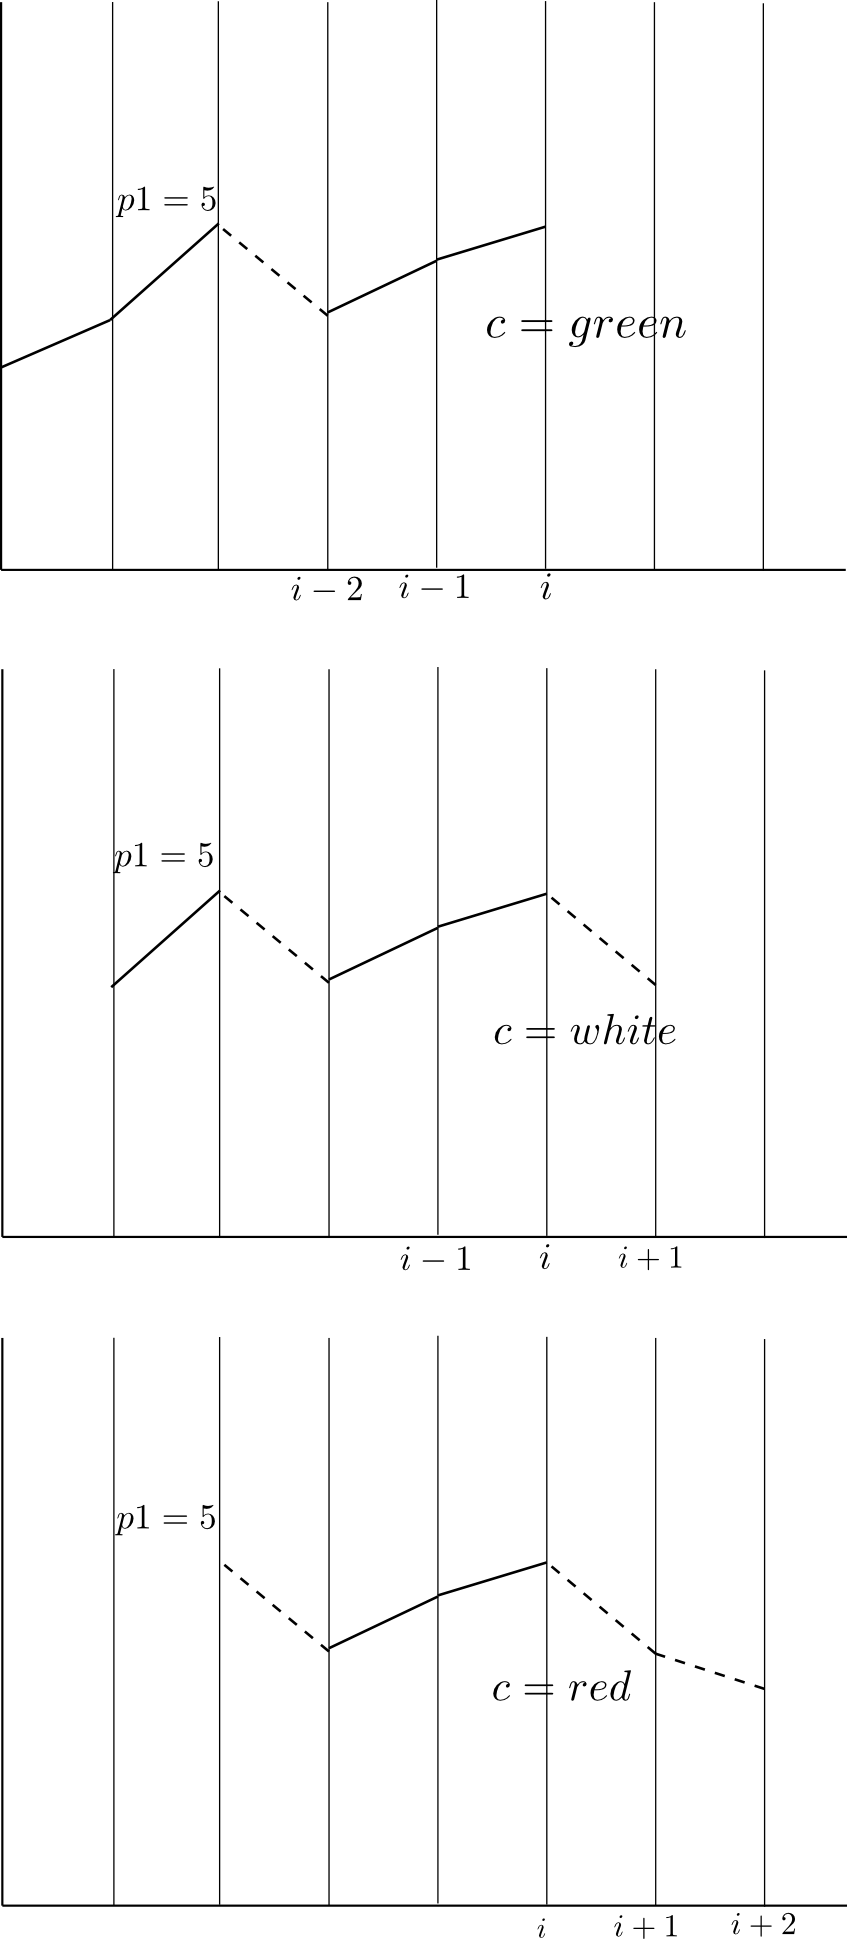 p1 = 5
c = green
i − 2 i − 1 i
p1 = 5
c = white
i − 1 i i + 1
p1 = 5
c = red
i i + 1 i + 2